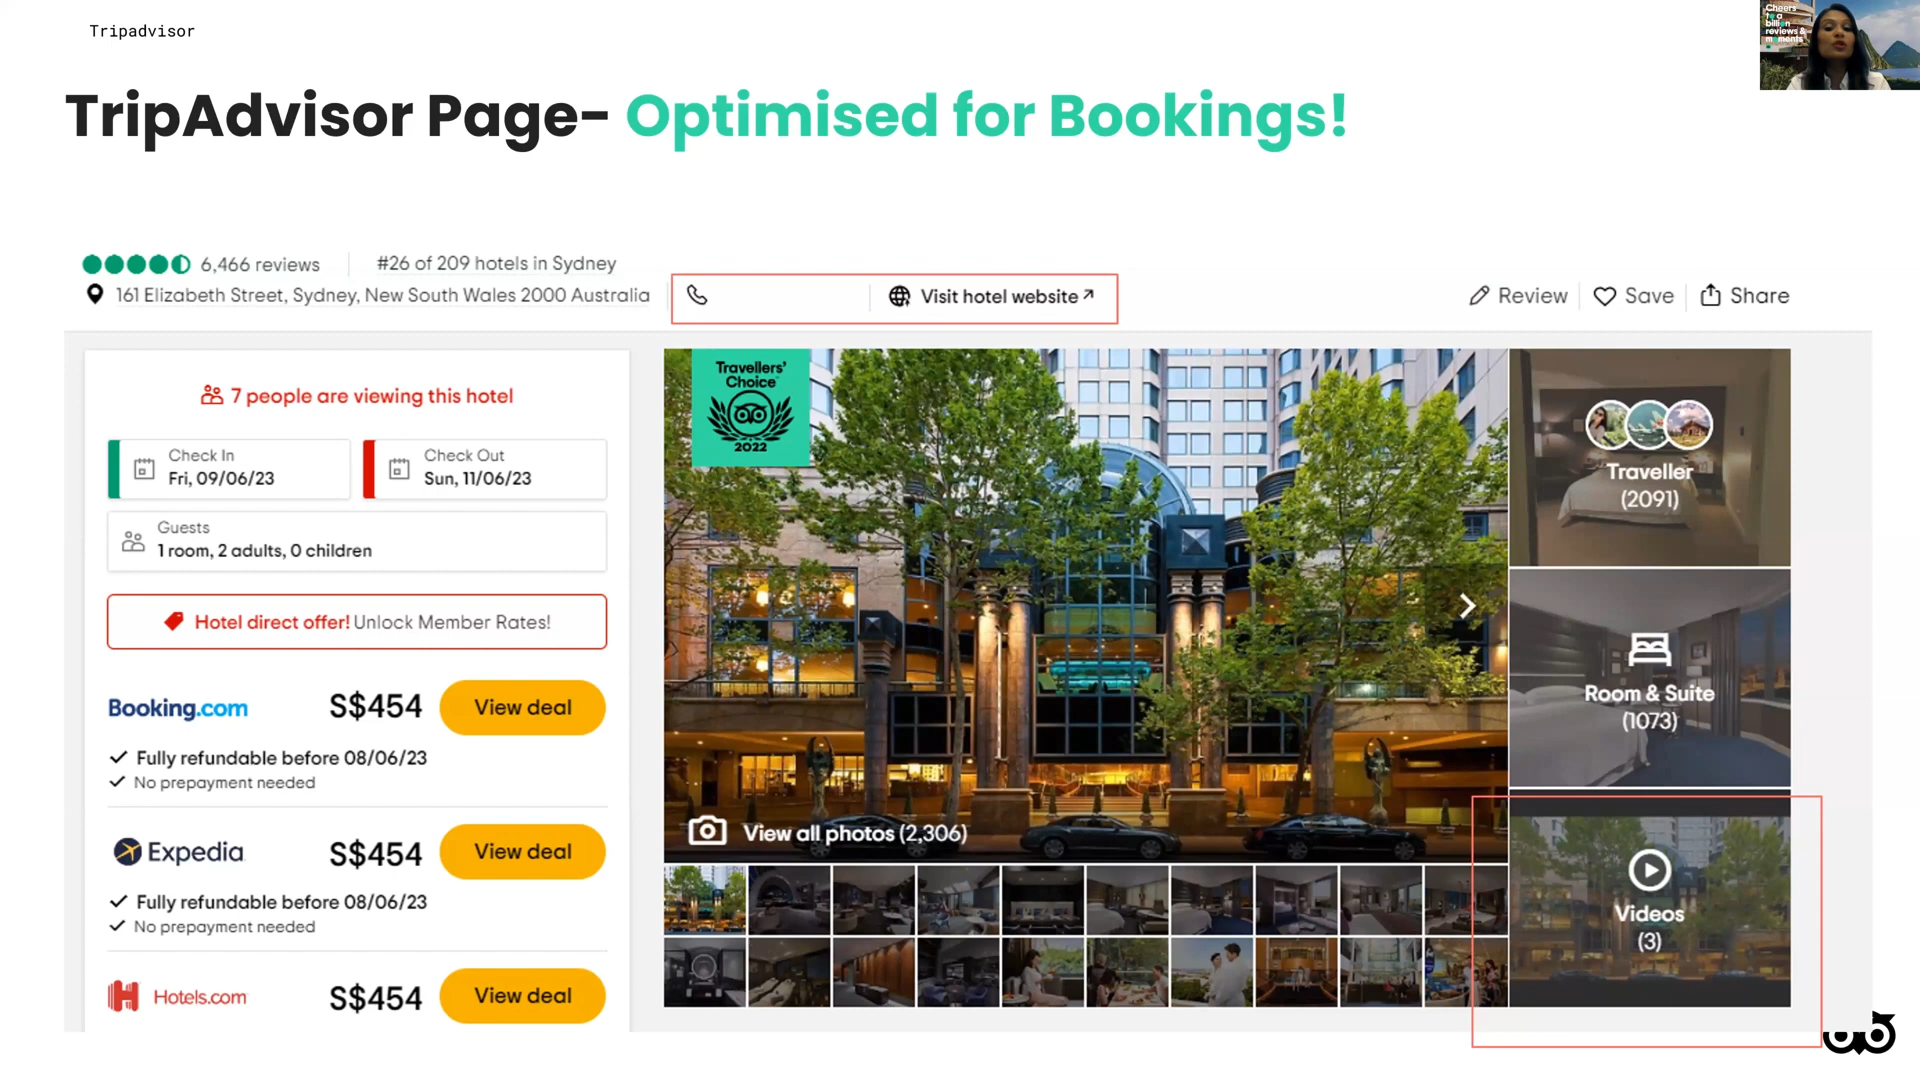 Tripadvisor
Cheers
to a
billion
reviews &
moments
TripAdvisor Page- Optimised for Bookings!
6,466 reviews
#26 of 209 hotels in Sydney
161 Elizabeth Street, Sydney, New South Wales 2000 Australia
Visit hotel website
Review
Save
Share
7 people are viewing this hotel
Check In
Fri, 09/06/23
Check Out
Sun, 11/06/23
Guests
1 room, 2 adults, 0 children
Hotel direct offer! Unlock Member Rates!
Booking.com
S$454
View deal
Fully refundable before 08/06/23
No prepayment needed
Expedia
S$454
View deal
Fully refundable before 08/06/23
No prepayment needed
Hotels.com
S$454
View deal
Travellers'
Choice
2022
View all photos (2,306)
Traveller
(2091)
Room & Suite
(1073)
Videos
(3)